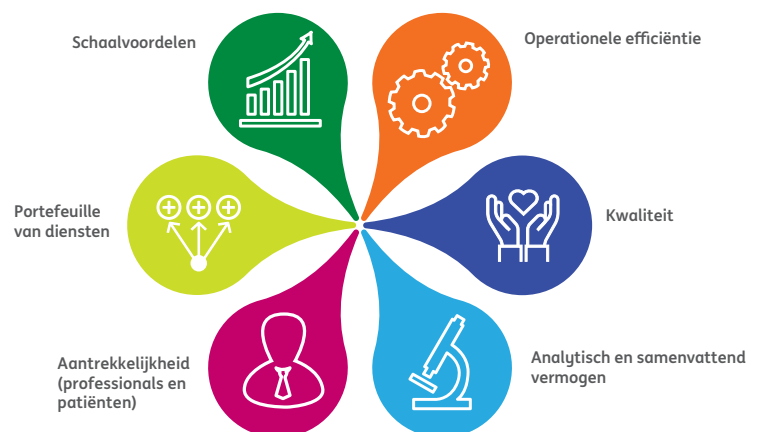 Schaalvoordelen
Operationele efficiëntie
Portefeuille
van diensten
Kwaliteit
Aantrekkelijkheid
(professionals en
patiënten)
Analytisch en samenvattend
vermogen